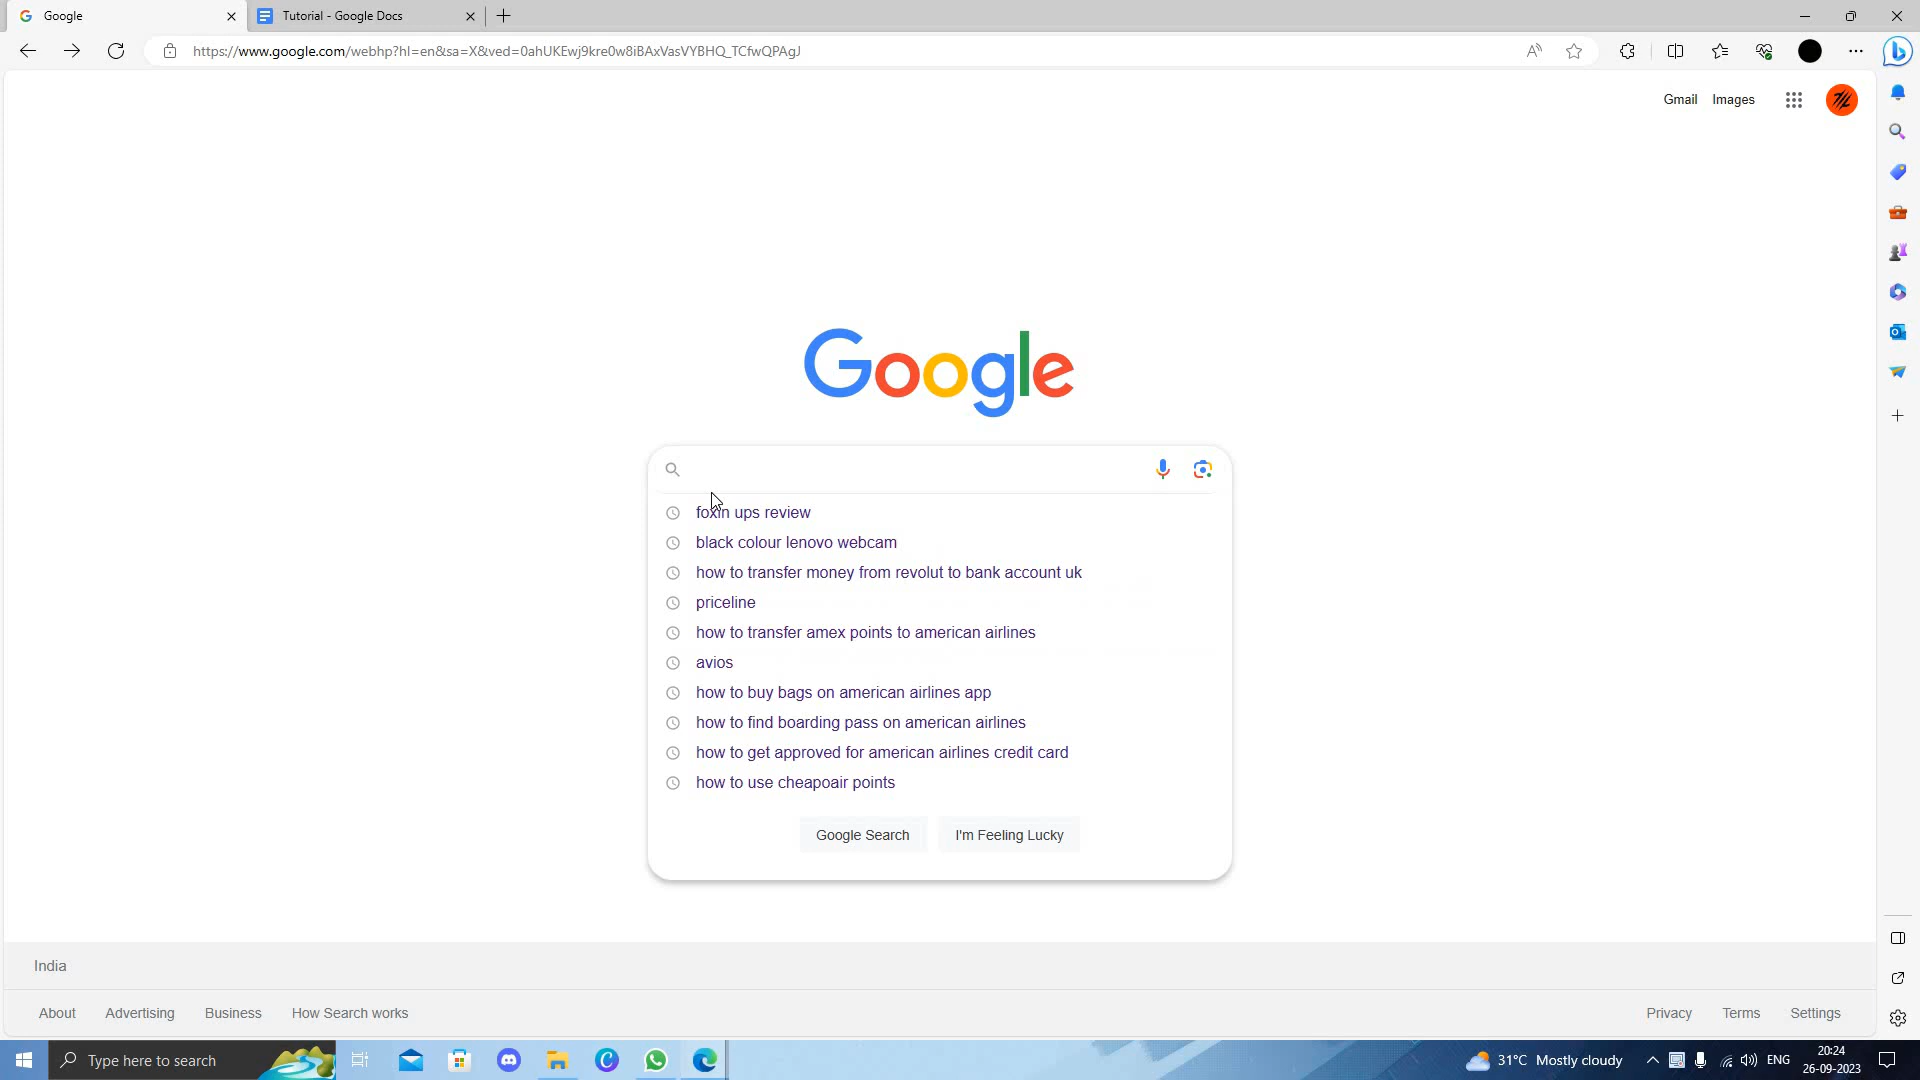 Google
Tutorial - Google Docs
https://www.google.com/webhp?hl=en&sa=X&ved=0ahUKEwj9kre0w8iBAxVasVYBHQ_TCfwQPAgJ
Gmail Images
Google
foxin ups review
black colour lenovo webcam
how to transfer money from revolut to bank account uk
priceline
how to transfer amex points to american airlines
avios
how to buy bags on american airlines app
how to find boarding pass on american airlines
how to get approved for american airlines credit card
how to use cheapoair points
Google Search I'm Feeling Lucky
India
About Advertising Business How Search works Privacy Terms Settings
Type here to search
31°C Mostly cloudy
ENG
20:24
26-09-2023